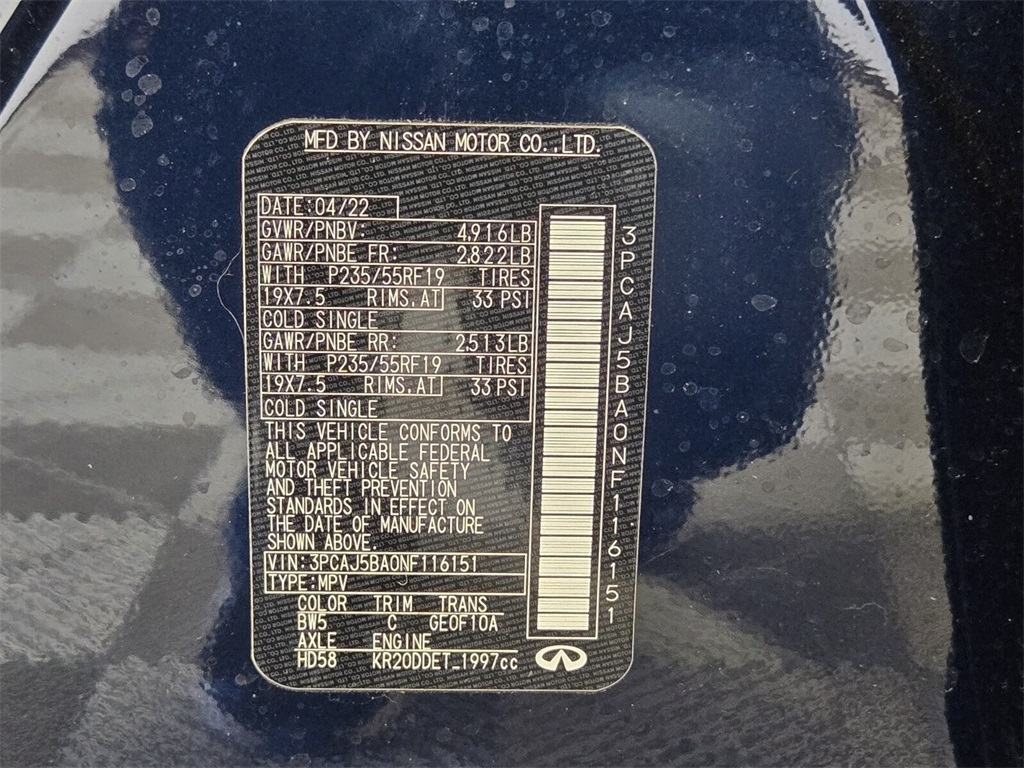 MFD BY NISSAN MOTOR CO.,LTD.
DATE:04/22
GVWR/PNBV: 4,916LB
GAWR/PNBE FR: 2,822LB
WITH P235/55RF19 TIRES
19X7.5 RIMS,AT 33 PSI
COLD SINGLE
GAWR/PNBE RR: 2,513LB
WITH P235/55RF19 TIRES
19X7.5 RIMS,AT 33 PSI
COLD SINGLE
THIS VEHICLE CONFORMS TO
ALL APPLICABLE FEDERAL
MOTOR VEHICLE SAFETY
AND THEFT PREVENTION
STANDARDS IN EFFECT ON
THE DATE OF MANUFACTURE
SHOWN ABOVE.
VIN:3PCAJ5BA0NF116151
TYPE:MPV
COLOR TRIM TRANS
BW5 C GE0F10A
AXLE ENGINE
HD58 KR20DDET_1997cc
3PCAJ5BA0NF116151